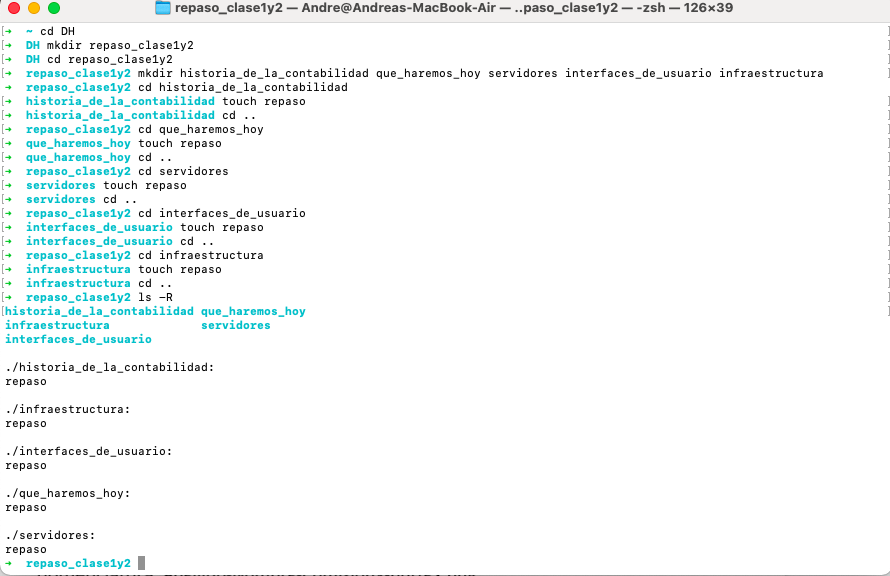 repaso_clase1y2 — Andre@Andreas-MacBook-Air — ..paso_clase1y2 — -zsh — 126×39
[→ ~ cd DH ]
[→ DH mkdir repaso_clase1y2 ]
[→ DH cd repaso_clase1y2 ]
[→ repaso_clase1y2 mkdir historia_de_la_contabilidad que_haremos_hoy servidores interfaces_de_usuario infraestructura ]
→ repaso_clase1y2 cd historia_de_la_contabilidad
[→ historia_de_la_contabilidad touch repaso ]
[→ historia_de_la_contabilidad cd .. ]
[→ repaso_clase1y2 cd que_haremos_hoy ]
[→ que_haremos_hoy touch repaso ]
[→ que_haremos_hoy cd .. ]
[→ repaso_clase1y2 cd servidores ]
[→ servidores touch repaso ]
[→ servidores cd .. ]
[→ repaso_clase1y2 cd interfaces_de_usuario ]
[→ interfaces_de_usuario touch repaso ]
[→ interfaces_de_usuario cd .. ]
[→ repaso_clase1y2 cd infraestructura ]
[→ infraestructura touch repaso ]
[→ infraestructura cd .. ]
[→ repaso_clase1y2 ls -R ]
[historia_de_la_contabilidad que_haremos_hoy ]
infraestructura servidores
interfaces_de_usuario
./historia_de_la_contabilidad:
repaso
./infraestructura:
repaso
./interfaces_de_usuario:
repaso
./que_haremos_hoy:
repaso
./servidores:
repaso
→ repaso_clase1y2